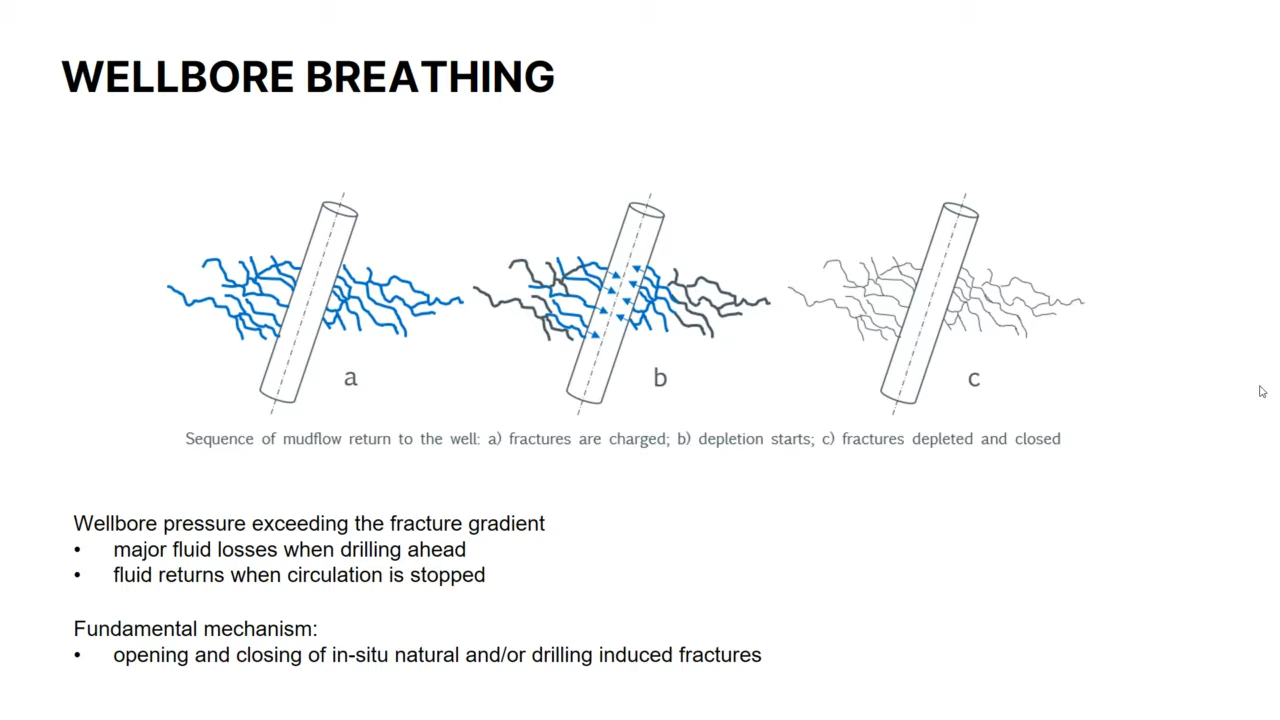 WELLBORE BREATHING
a
b
c
Sequence of mudflow return to the well: a) fractures are charged; b) depletion starts; c) fractures depleted and closed
Wellbore pressure exceeding the fracture gradient
• major fluid losses when drilling ahead
• fluid returns when circulation is stopped
Fundamental mechanism:
• opening and closing of in-situ natural and/or drilling induced fractures